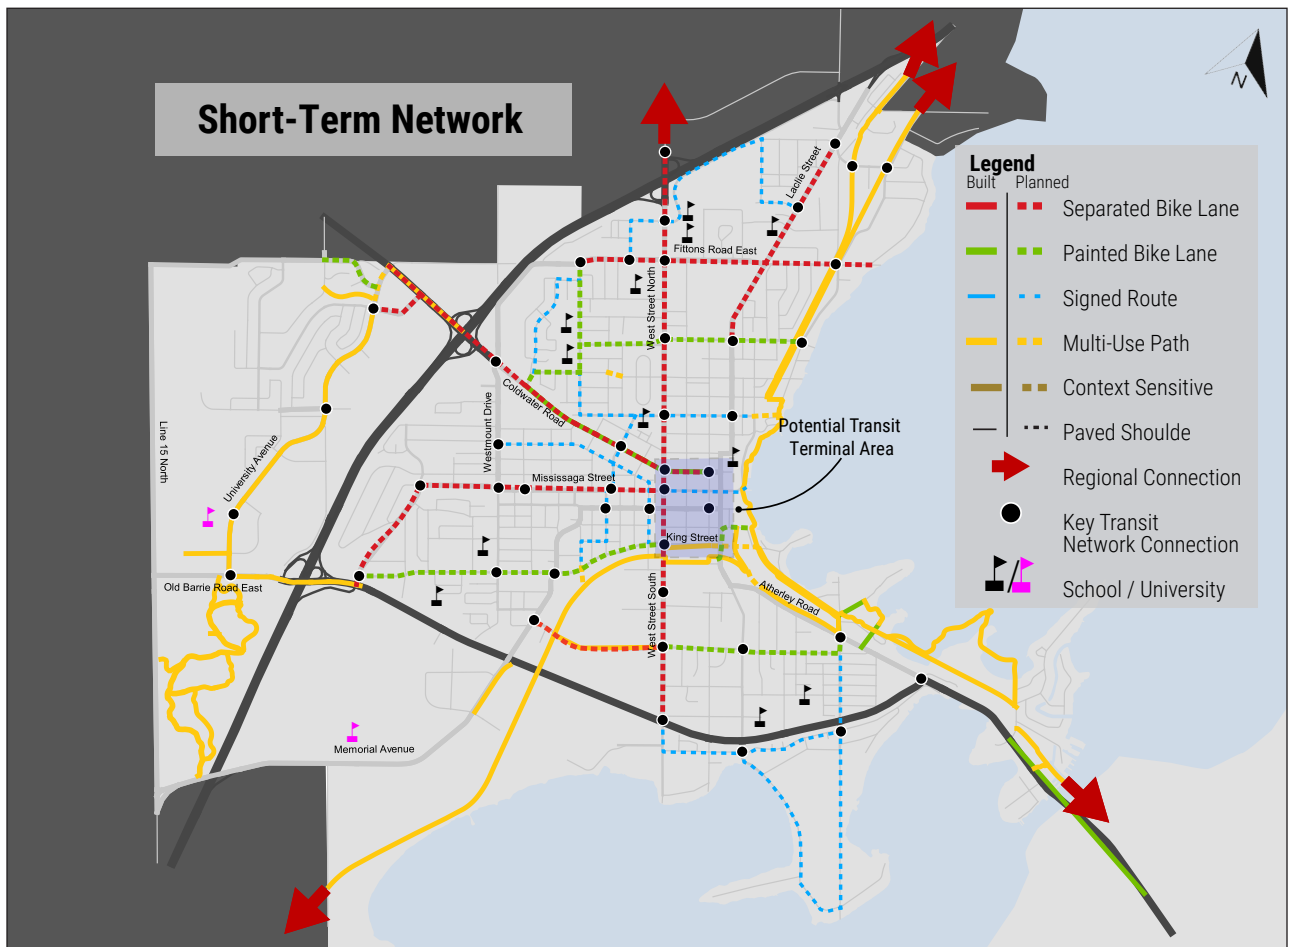 Short-Term Network
N
Legend
Built Planned
Separated Bike Lane
Painted Bike Lane
Signed Route
Multi-Use Path
Context Sensitive
Paved Shoulde
Regional Connection
Key Transit
Network Connection
School / University
Laclie Street
Fittons Road East
West Street North
Coldwater Road
Westmount Drive
Line 15 North
University Avenue
Potential Transit
Terminal Area
Mississaga Street
King Street
Old Barrie Road East
Atherley Road
West Street South
Memorial Avenue